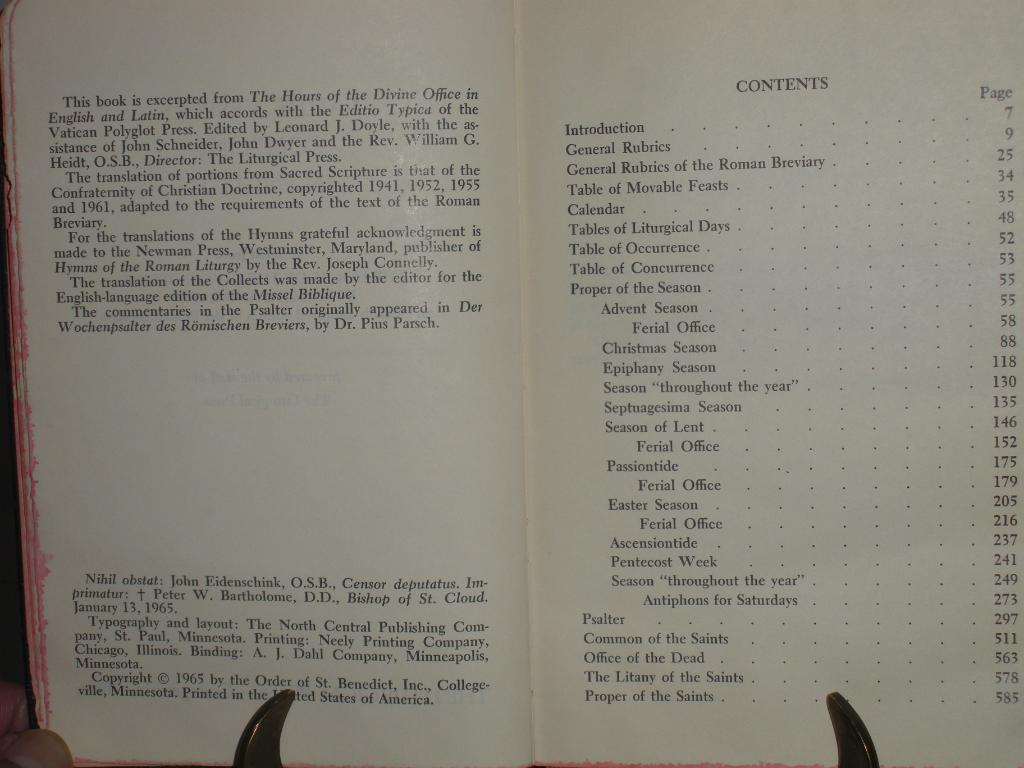 This book is excerpted from The Hours of the Divine Office in
English and Latin, which accords with the Editio Typica of the
Vatican Polyglot Press. Edited by Leonard J. Doyle, with the as-
sistance of John Schneider, John Dwyer and the Rev. William G.
Heidt, O.S.B., Director: The Liturgical Press.
The translation of portions from Sacred Scripture is that of the
Confraternity of Christian Doctrine, copyrighted 1941, 1952, 1955
and 1961, adapted to the requirements of the text of the Roman
Breviary.
For the translations of the Hymns grateful acknowledgment is
made to the Newman Press, Westminster, Maryland, publisher of
Hymns of the Roman Liturgy by the Rev. Joseph Connelly.
The translation of the Collects was made by the editor for the
English-language edition of the Missel Biblique.
The commentaries in the Psalter originally appeared in Der
Wochenpsalter des Römischen Breviers, by Dr. Pius Parsch.
Nihil obstat: John Eidenschink, O.S.B., Censor deputatus. Im-
primatur: † Peter W. Bartholome, D.D., Bishop of St. Cloud.
January 13, 1965.
Typography and layout: The North Central Publishing Com-
pany, St. Paul, Minnesota. Printing: Neely Printing Company,
Chicago, Illinois. Binding: A. J. Dahl Company, Minneapolis,
Minnesota.
Copyright © 1965 by the Order of St. Benedict, Inc., College-
ville, Minnesota. Printed in the United States of America.
CONTENTS
Page
Introduction . . . . . . . . . . 7
General Rubrics . . . . . . . . . 9
General Rubrics of the Roman Breviary . . . . . 25
Table of Movable Feasts . . . . . . . . 34
Calendar . . . . . . . . . . . 35
Tables of Liturgical Days . . . . . . . . 48
Table of Occurrence . . . . . . . . . 52
Table of Concurrence . . . . . . . . 53
Proper of the Season . . . . . . . . . 55
Advent Season . . . . . . . . . 55
Ferial Office . . . . . . . . 58
Christmas Season . . . . . . . . 88
Epiphany Season . . . . . . . . 118
Season "throughout the year" . . . . . . 130
Septuagesima Season . . . . . . . 135
Season of Lent . . . . . . . . . 146
Ferial Office . . . . . . . . 152
Passiontide . . . . . . . . . 175
Ferial Office . . . . . . . . 179
Easter Season . . . . . . . . . 205
Ferial Office . . . . . . . . 216
Ascensiontide . . . . . . . . . 237
Pentecost Week . . . . . . . . 241
Season "throughout the year" . . . . . . 249
Antiphons for Saturdays . . . . . . 273
Psalter . . . . . . . . . . . 297
Common of the Saints . . . . . . . . 511
Office of the Dead . . . . . . . . . 563
The Litany of the Saints . . . . . . . . 578
Proper of the Saints . . . . . . . . . 585